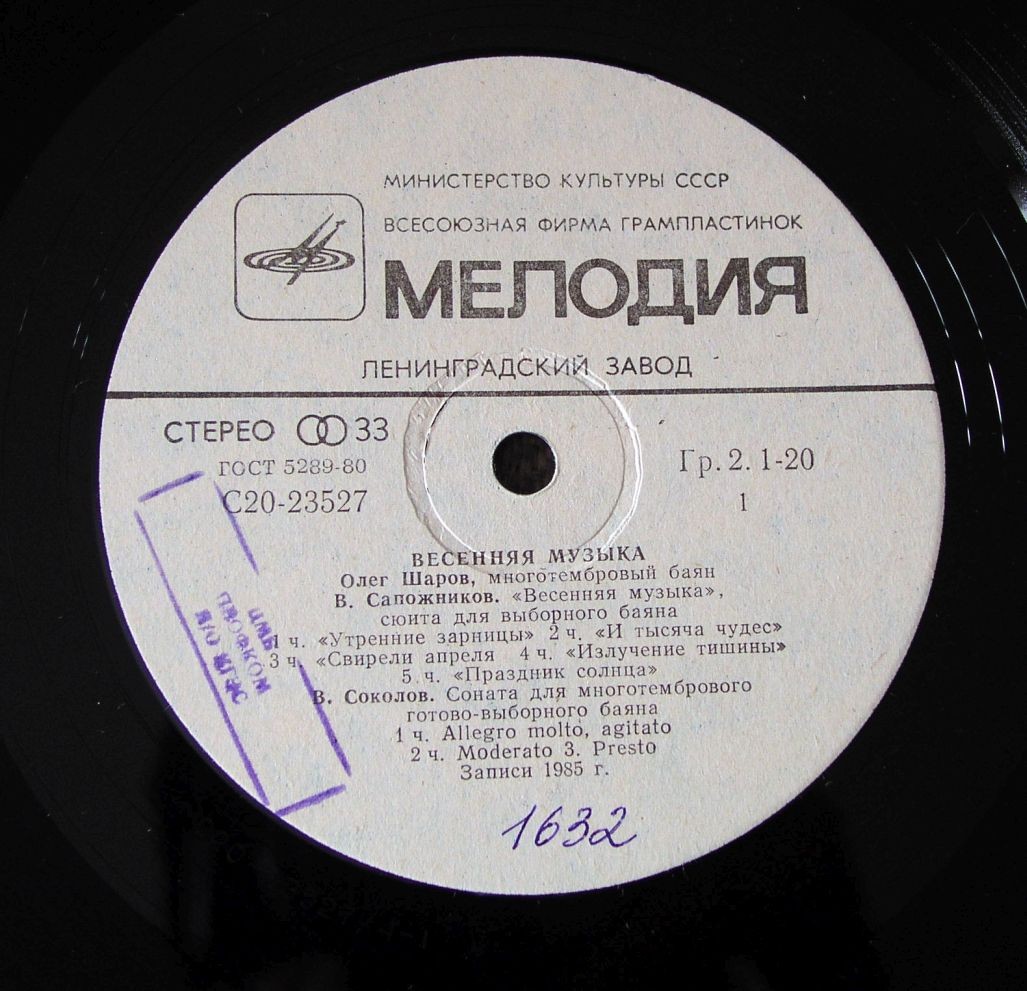 МИНИСТЕРСТВО КУЛЬТУРЫ СССР
ВСЕСОЮЗНАЯ ФИРМА ГРАМПЛАСТИНОК
МЕЛОДИЯ
ЛЕНИНГРАДСКИЙ ЗАВОД
СТЕРЕО 33
ГОСТ 5289-80
С20-23527
Гр. 2. 1-20
1
ВЕСЕННЯЯ МУЗЫКА
Олег Шаров, многотембровый баян
В. Сапожников. «Весенняя музыка»,
сюита для выборного баяна
ч. «Утренние зарницы» 2 ч. «И тысяча чудес»
3 ч. «Свирели апреля 4 ч. «Излучение тишины»
5. ч. «Праздник солнца»
В. Соколов. Соната для многотембрового
готово-выборного баяна
1 ч. Allegro molto, agitato
2 ч. Moderato 3. Presto
Записи 1985 г.
ПРОФКОМ
1632